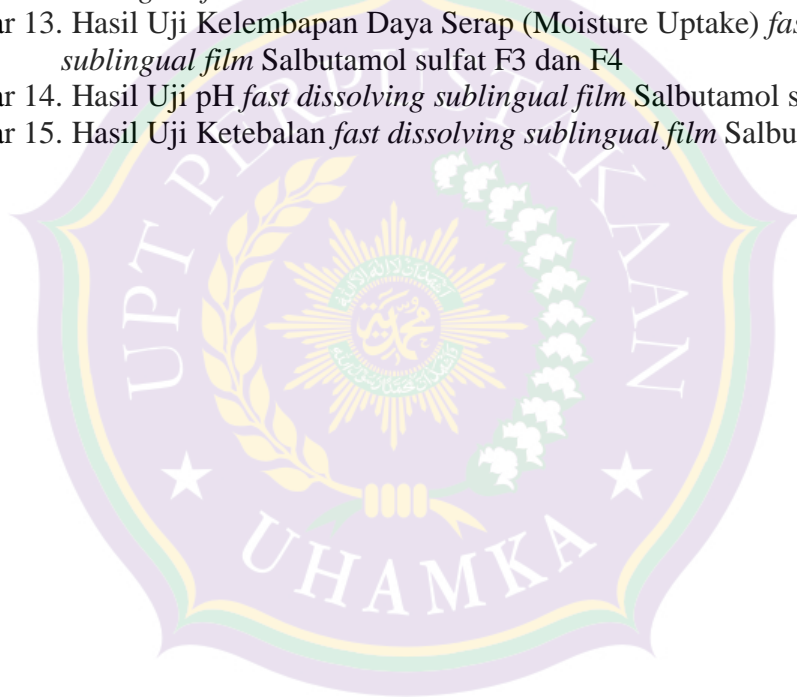 ar 13. Hasil Uji Kelembapan Daya Serap (Moisture Uptake) fas
sublingual film Salbutamol sulfat F3 dan F4
ar 14. Hasil Uji pH fast dissolving sublingual film Salbutamol s
ar 15. Hasil Uji Ketebalan fast dissolving sublingual film Salbu
UPT PERPUSTAKAAN
UHAMKA